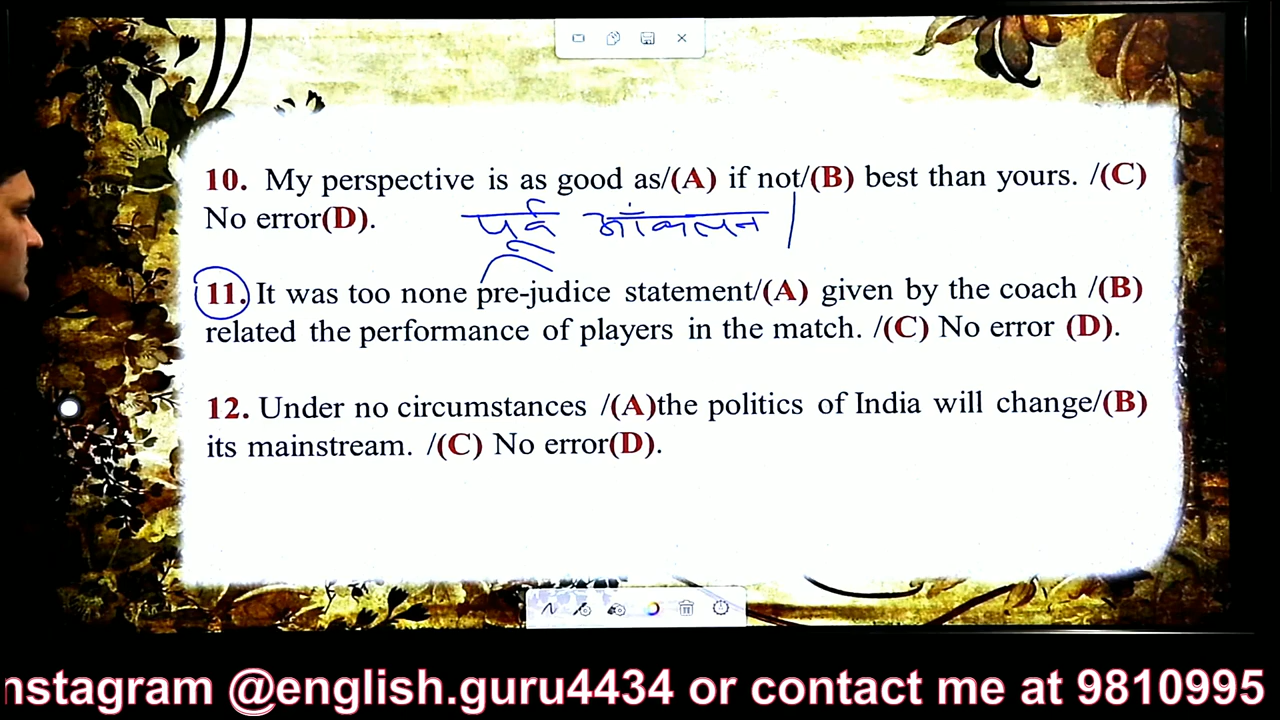 10. My perspective is as good as/(A) if not/(B) best than yours. /(C)
No error(D).
पूर्व आँकलन |
11. It was too none pre-judice statement/(A) given by the coach /(B)
related the performance of players in the match. /(C) No error (D).
12. Under no circumstances /(A)the politics of India will change/(B)
its mainstream. /(C) No error(D).
nstagram @english.guru4434 or contact me at 9810995